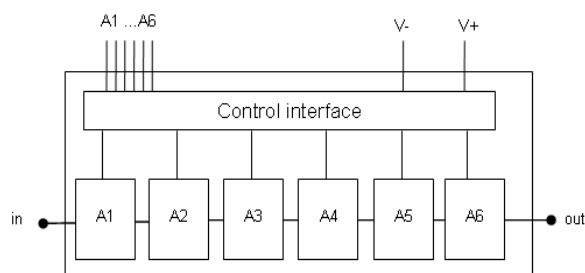 A1 ...A6 V- V+
Control interface
in A1 A2 A3 A4 A5 A6 out